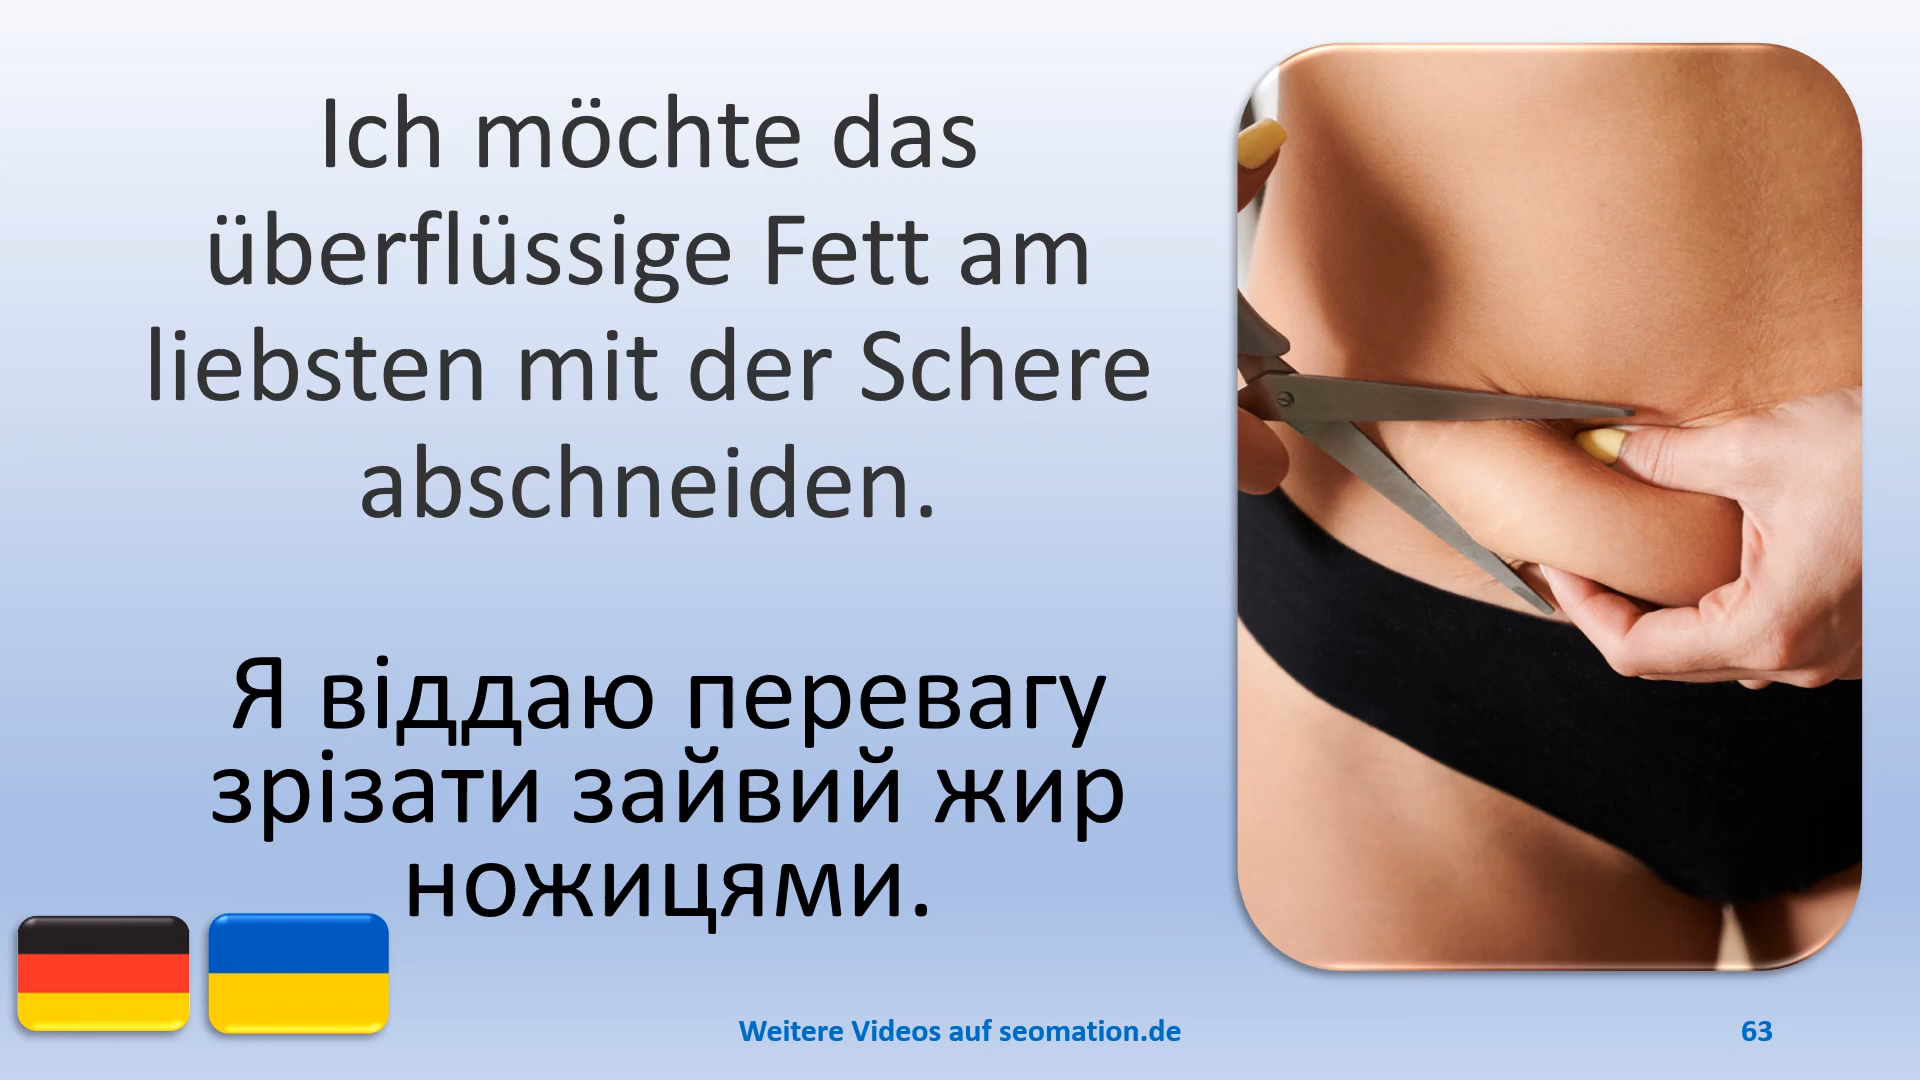 Ich möchte das
überflüssige Fett am
liebsten mit der Schere
abschneiden.
Я віддаю перевагу
зрізати зайвий жир
ножицями.
Weitere Videos auf seomation.de
63